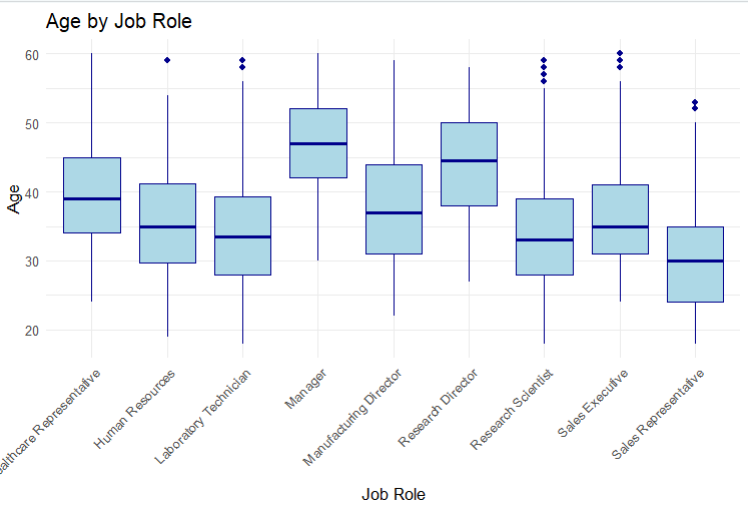 Age by Job Role
Age
60
50
40
30
20
althcare Representative
Human Resources
Laboratory Technician
Manager
Manufacturing Director
Research Director
Research Scientist
Sales Executive
Sales Representative
Job Role